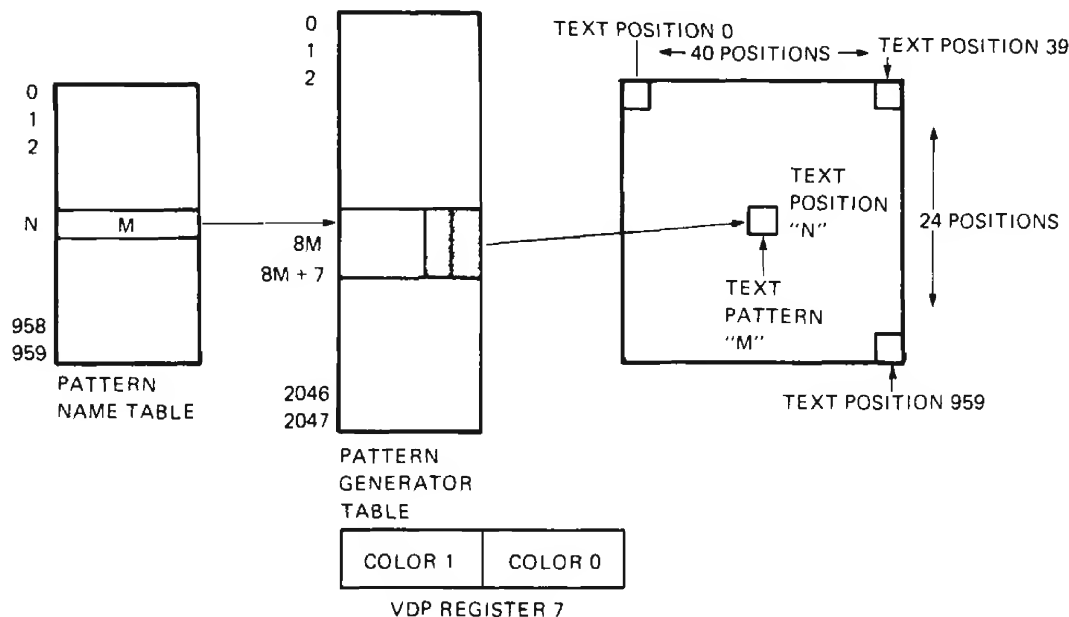 0
1
2
N
M
958
959
PATTERN
NAME TABLE
0
1
2
8M
8M + 7
2046
2047
PATTERN
GENERATOR
TABLE
COLOR 1
COLOR 0
VDP REGISTER 7
TEXT POSITION 0
40 POSITIONS
TEXT POSITION 39
TEXT
POSITION
"N"
24 POSITIONS
TEXT
PATTERN
"M"
TEXT POSITION 959